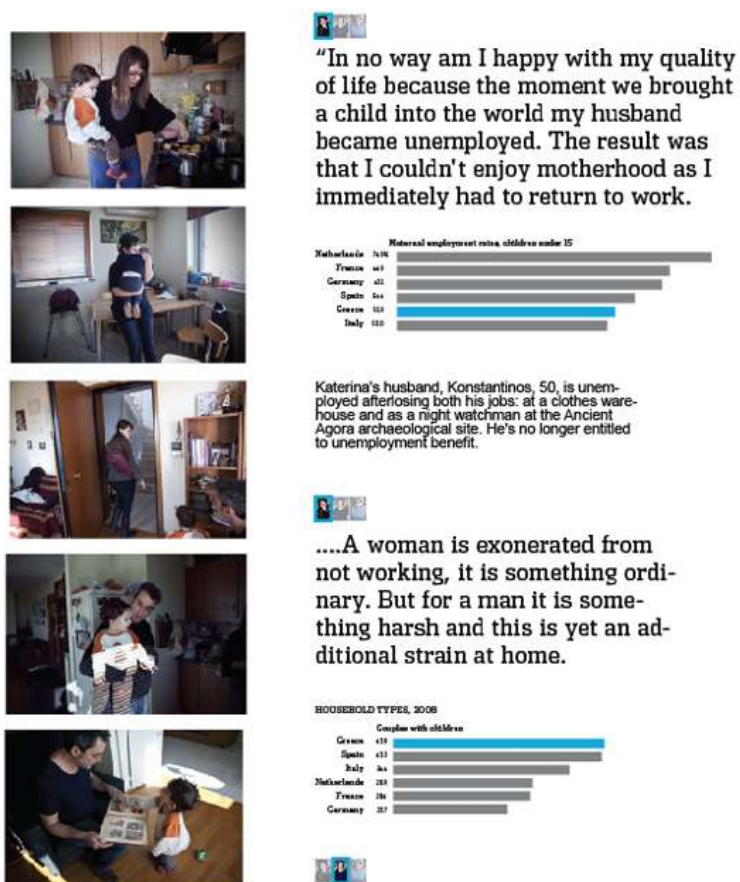 “In no way am I happy with my quality
of life because the moment we brought
a child into the world my husband
became unemployed. The result was
that I couldn't enjoy motherhood as I
immediately had to return to work.
Maternal employment rates, children under 15
Netherlands
France
Germany
Spain
Greece
Italy
Katerina's husband, Konstantinos, 50, is unem-
ployed afterlosing both his jobs: at a clothes ware-
house and as a night watchman at the Ancient
Agora archaeological site. He's no longer entitled
to unemployment benefit.
....A woman is exonerated from
not working, it is something ordi-
nary. But for a man it is some-
thing harsh and this is yet an ad-
ditional strain at home.
HOUSEHOLD TYPES, 2008
Couples with children
Greece
Spain
Italy
Netherlands
France
Germany